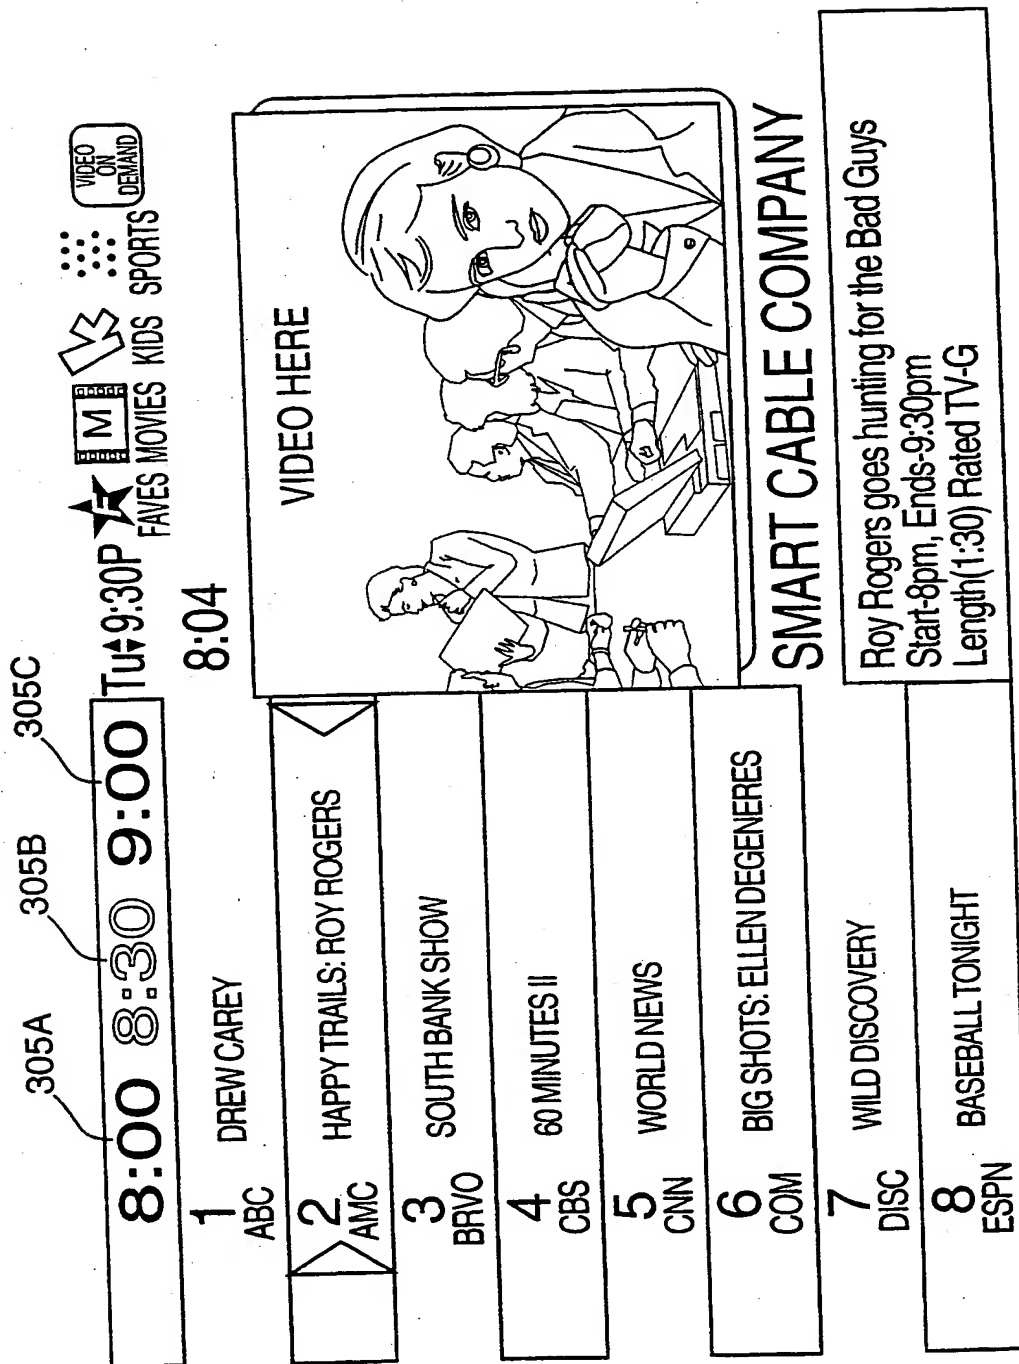 305A
305B
305C
8:00 8:30 9:00 Tu 9:30P
F
M
K
VIDEO
ON
DEMAND
FAVES MOVIES KIDS SPORTS
8:04
1
ABC
DREW CAREY
2
AMC
HAPPY TRAILS: ROY ROGERS
3
BRVO
SOUTH BANK SHOW
4
CBS
60 MINUTES II
5
CNN
WORLD NEWS
6
COM
BIG SHOTS: ELLEN DEGENERES
7
DISC
WILD DISCOVERY
8
ESPN
BASEBALL TONIGHT
VIDEO HERE
SMART CABLE COMPANY
Roy Rogers goes hunting for the Bad Guys
Start-8pm, Ends-9:30pm
Length(1:30) Rated TV-G